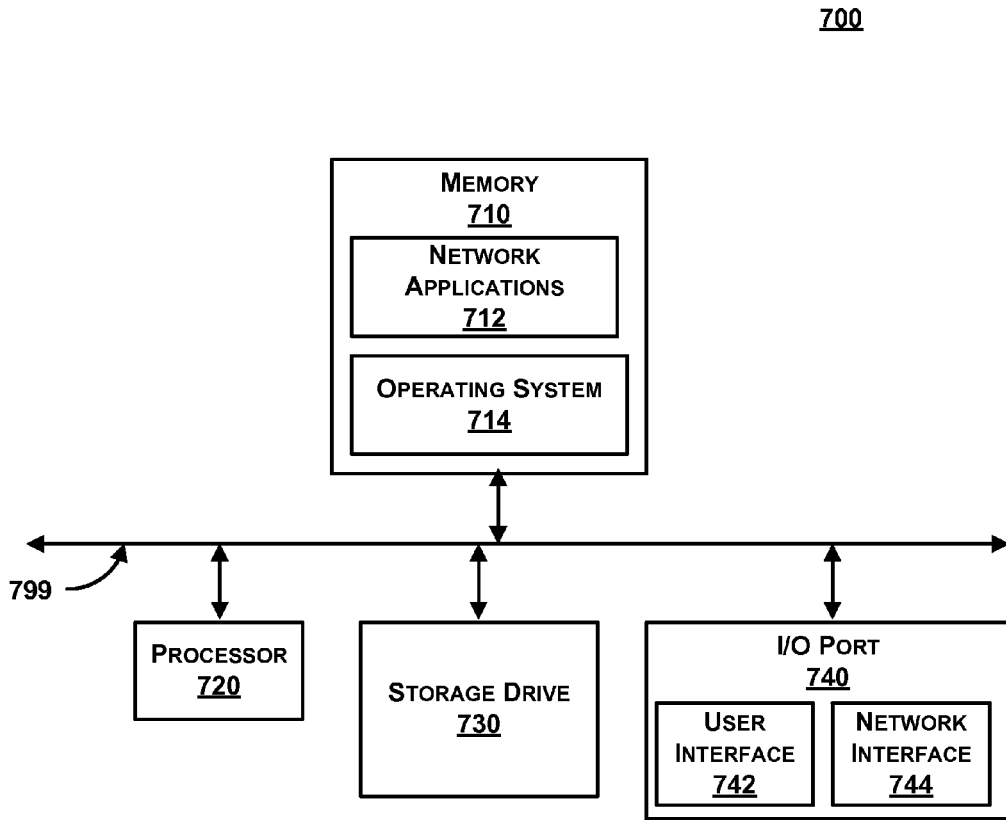 700
MEMORY
710
NETWORK
APPLICATIONS
712
OPERATING SYSTEM
714
799
PROCESSOR
720
STORAGE DRIVE
730
I/O PORT
740
USER
INTERFACE
742
NETWORK
INTERFACE
744